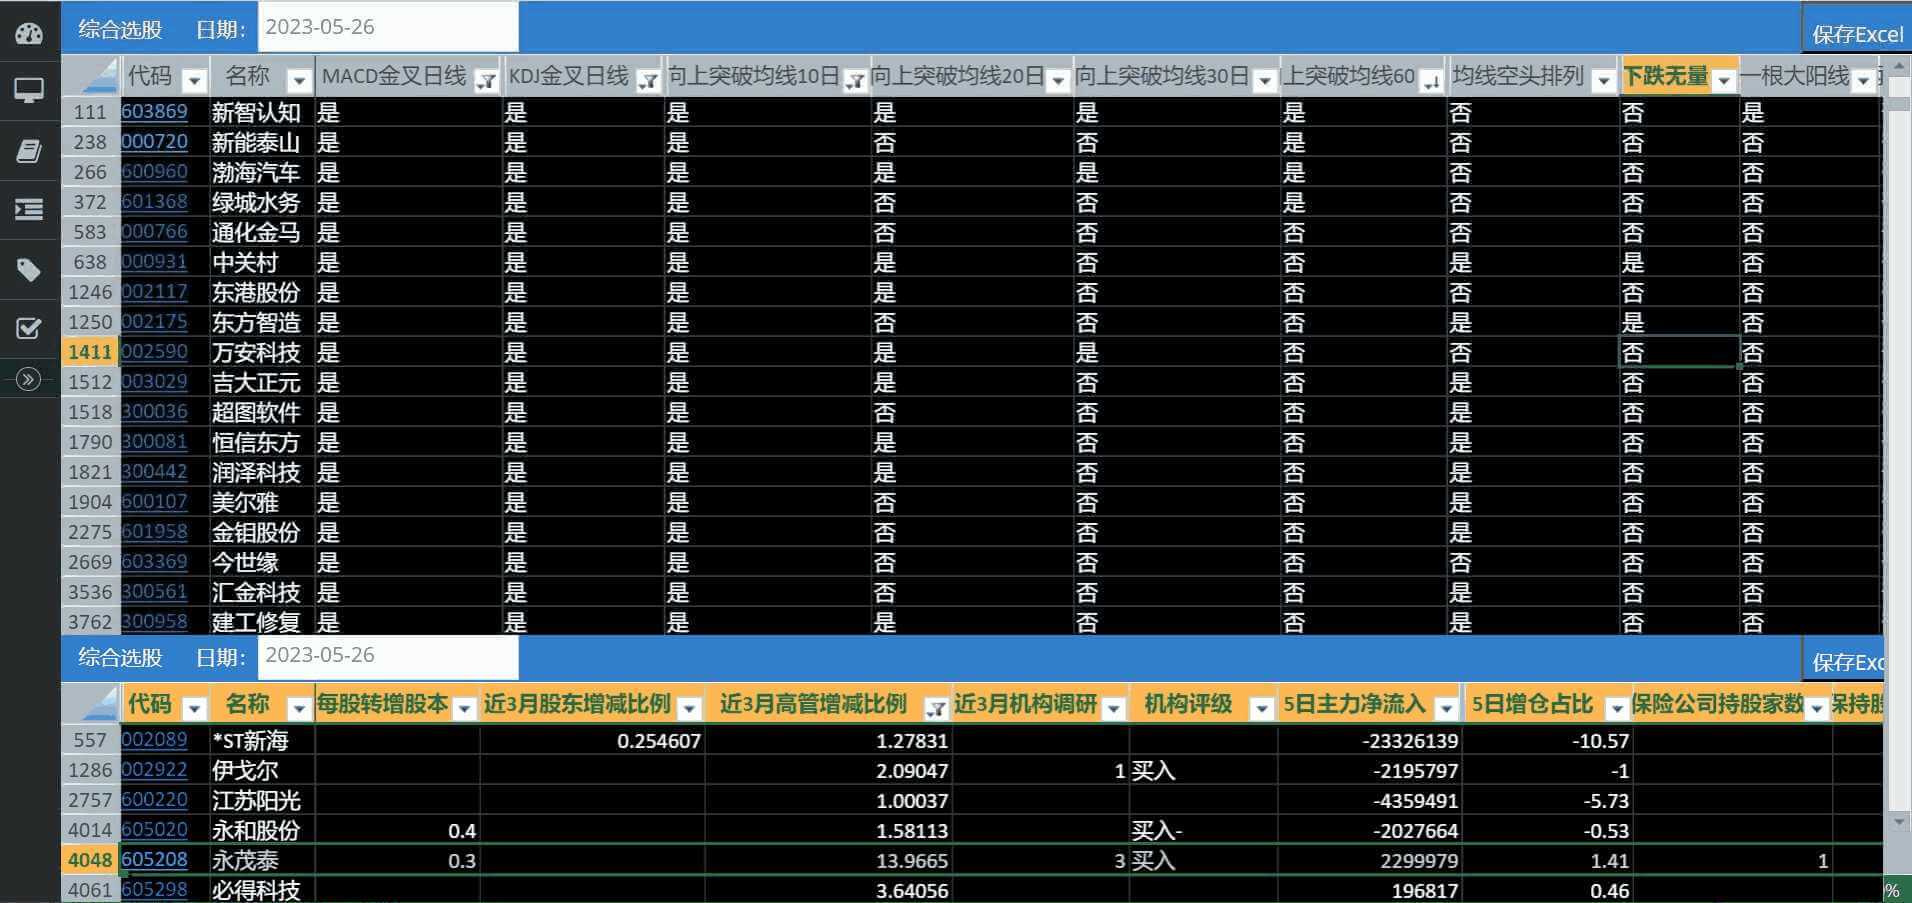 综合选股 日期: 2023-05-26 保存Excel
代码 名称 MACD金叉日线 KDJ金叉日线 向上突破均线10日 向上突破均线20日 向上突破均线30日 上突破均线60 均线空头排列 下跌无量 一根大阳线
111 603869 新智认知 是 是 是 是 是 是 否 否 是
238 000720 新能泰山 是 是 是 否 否 是 否 否 否
266 600960 渤海汽车 是 是 是 是 是 是 否 否 否
372 601368 绿城水务 是 是 是 否 否 是 否 否 否
583 000766 通化金马 是 是 是 否 否 否 否 否 否
638 000931 中关村 是 是 是 是 否 否 是 是 否
1246 002117 东港股份 是 是 是 是 否 否 否 否 否
1250 002175 东方智造 是 是 是 否 否 否 是 是 否
1411 002590 万安科技 是 是 是 是 是 否 否 否 否
1512 003029 吉大正元 是 是 是 是 否 否 是 否 否
1518 300036 超图软件 是 是 是 否 否 否 是 否 否
1790 300081 恒信东方 是 是 是 是 否 否 是 否 否
1821 300442 润泽科技 是 是 是 是 否 否 是 否 否
1904 600107 美尔雅 是 是 是 否 否 否 是 否 否
2275 601958 金钼股份 是 是 是 否 否 否 是 否 否
2669 603369 今世缘 是 是 是 否 否 否 否 否 否
3536 300561 汇金科技 是 是 是 否 否 否 是 否 否
3762 300958 建工修复 是 是 是 是 否 否 是 否 否
综合选股 日期: 2023-05-26 保存Exc
代码 名称 每股转增股本 近3月股东增减比例 近3月高管增减比例 近3月机构调研 机构评级 5日主力净流入 5日增仓占比 保险公司持股家数 保持股
557 002089 *ST新海 0.254607 1.27831 -23326139 -10.57
1286 002922 伊戈尔 2.09047 1 买入 -2195797 -1
2757 600220 江苏阳光 1.00037 -4359491 -5.73
4014 605020 永和股份 0.4 1.58113 买入- -2027664 -0.53
4048 605208 永茂泰 0.3 13.9665 3 买入 2299979 1.41 1
4061 605298 必得科技 3.64056 196817 0.46 %